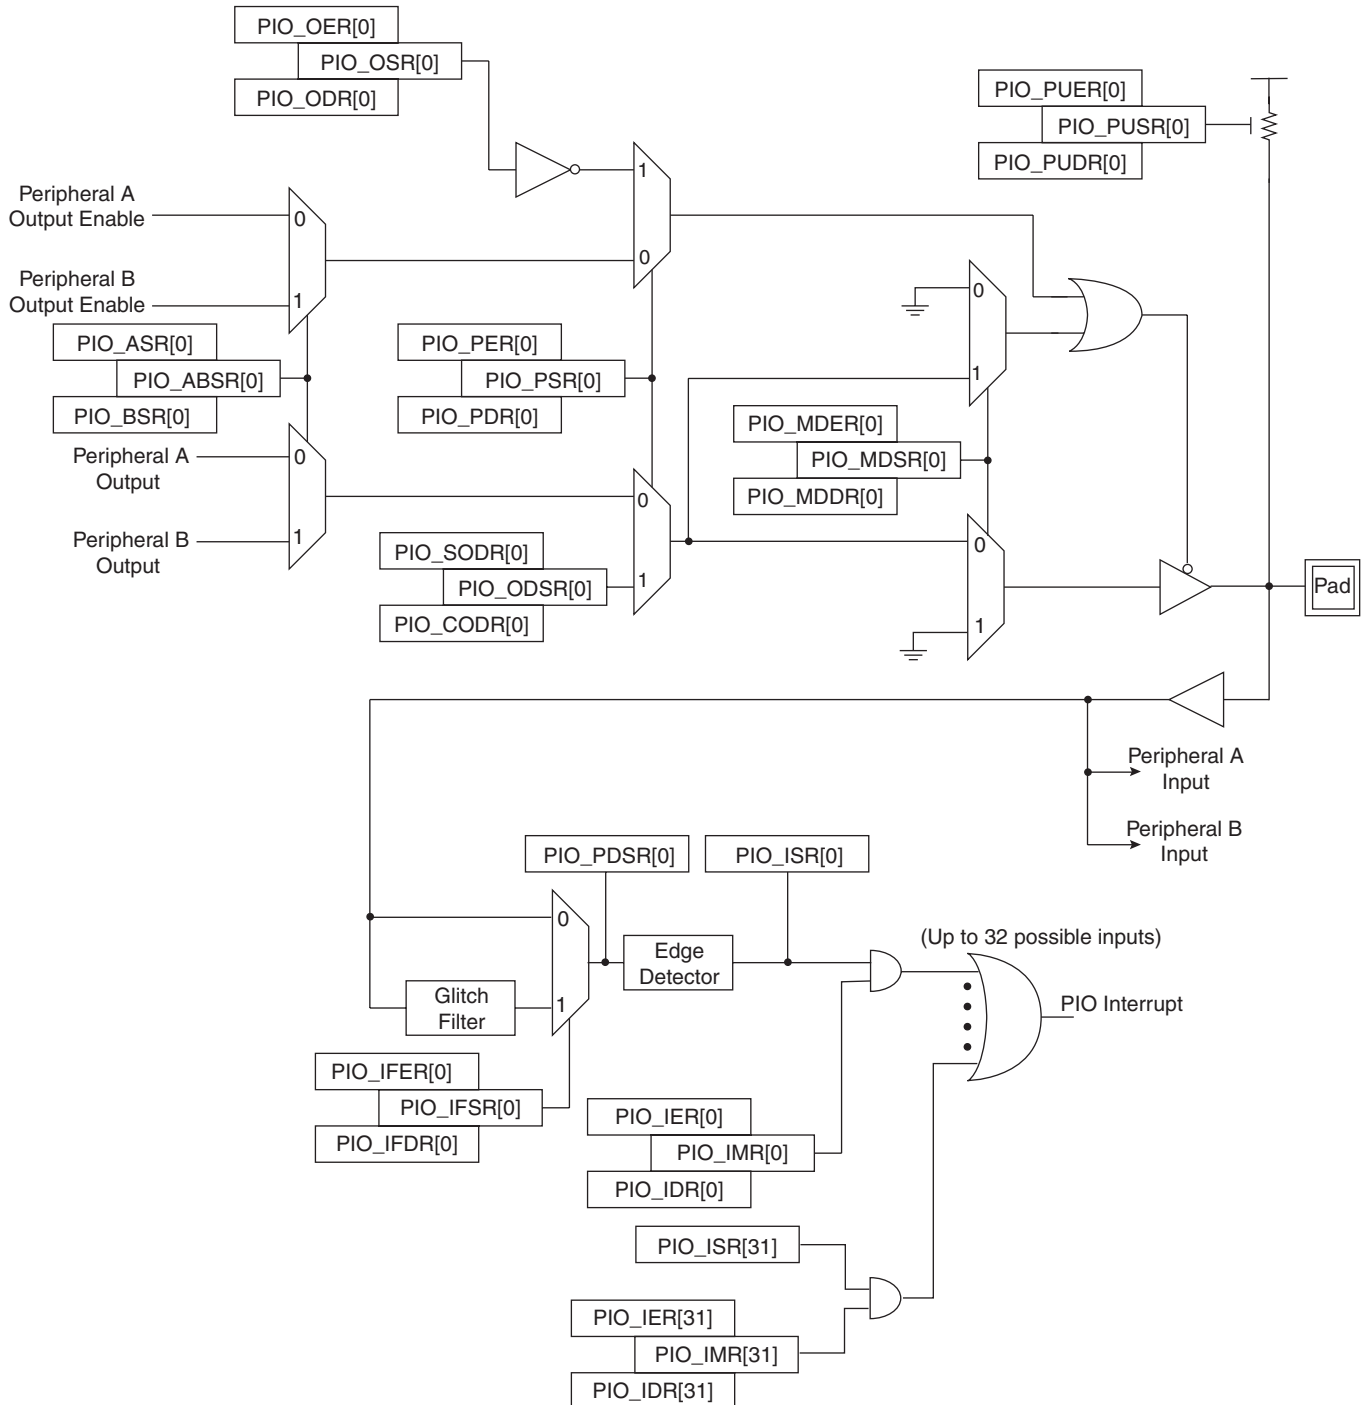 PIO_OER[0]
PIO_OSR[0]
PIO_ODR[0]
PIO_PUER[0]
PIO_PUSR[0]
PIO_PUDR[0]
1
0
Peripheral A
Output Enable
0
Peripheral B
Output Enable
1
PIO_ASR[0]
PIO_ABSR[0]
PIO_BSR[0]
PIO_PER[0]
PIO_PSR[0]
PIO_PDR[0]
0
1
PIO_MDER[0]
PIO_MDSR[0]
PIO_MDDR[0]
Peripheral A
Output
0
Peripheral B
Output
1
0
1
PIO_SODR[0]
PIO_ODSR[0]
PIO_CODR[0]
0
1
Pad
Peripheral A
Input
Peripheral B
Input
PIO_PDSR[0]
PIO_ISR[0]
0
1
Glitch
Filter
Edge
Detector
(Up to 32 possible inputs)
PIO Interrupt
PIO_IFER[0]
PIO_IFSR[0]
PIO_IFDR[0]
PIO_IER[0]
PIO_IMR[0]
PIO_IDR[0]
PIO_ISR[31]
PIO_IER[31]
PIO_IMR[31]
PIO_IDR[31]